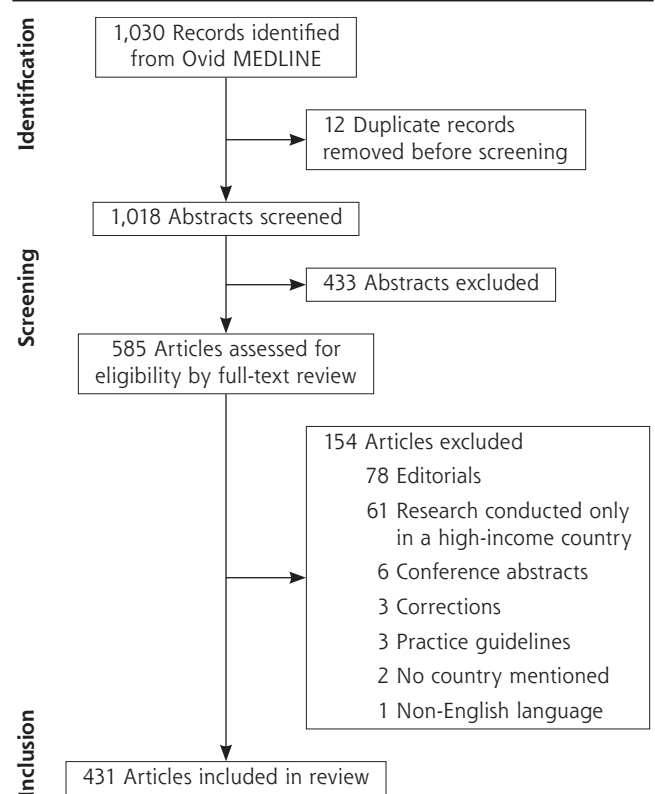 Identification
1,030 Records identified
from Ovid MEDLINE
12 Duplicate records
removed before screening
1,018 Abstracts screened
Screening
433 Abstracts excluded
585 Articles assessed for
eligibility by full-text review
154 Articles excluded
78 Editorials
61 Research conducted only
in a high-income country
6 Conference abstracts
3 Corrections
3 Practice guidelines
2 No country mentioned
1 Non-English language
Inclusion
431 Articles included in review